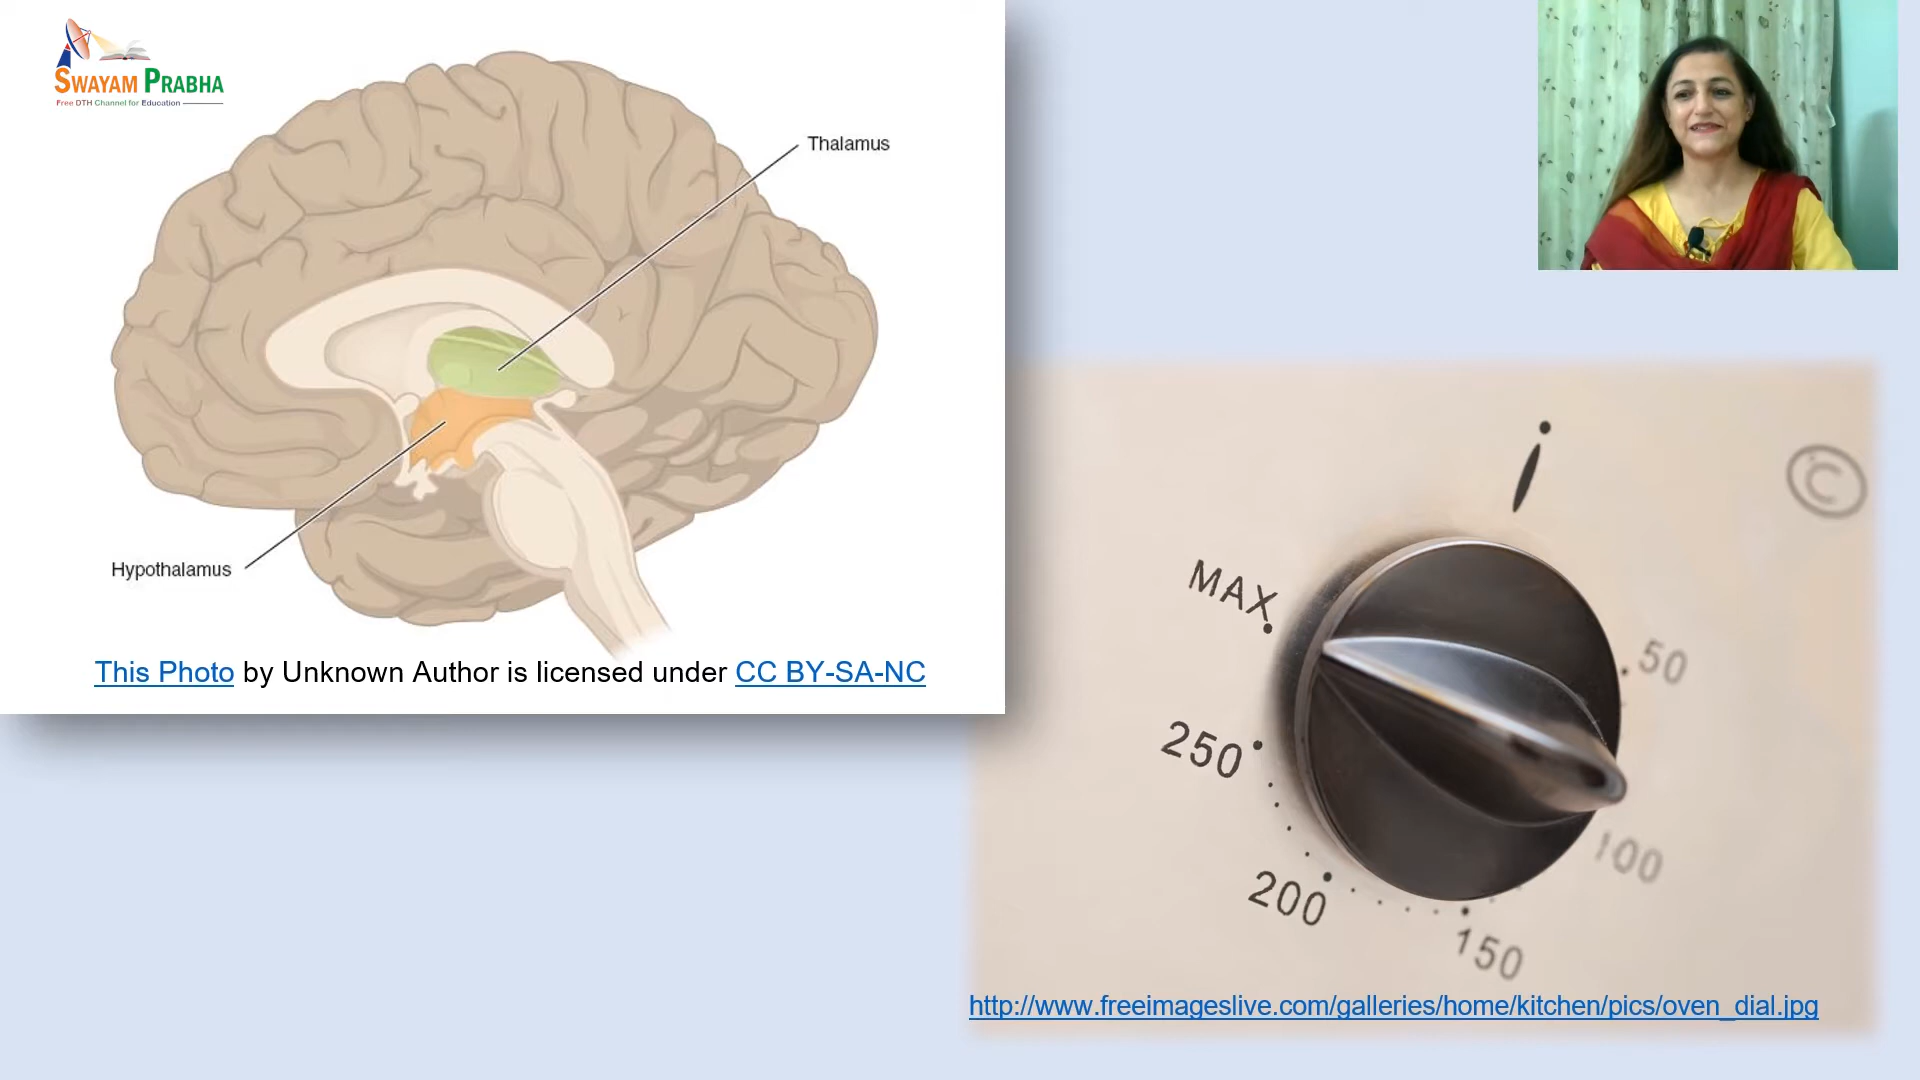 SWAYAM PRABHA
Free DTH Channel for Education
Thalamus
Hypothalamus
This Photo by Unknown Author is licensed under CC BY-SA-NC
©
MAX
50
250
100
200
150
http://www.freeimageslive.com/galleries/home/kitchen/pics/oven_dial.jpg